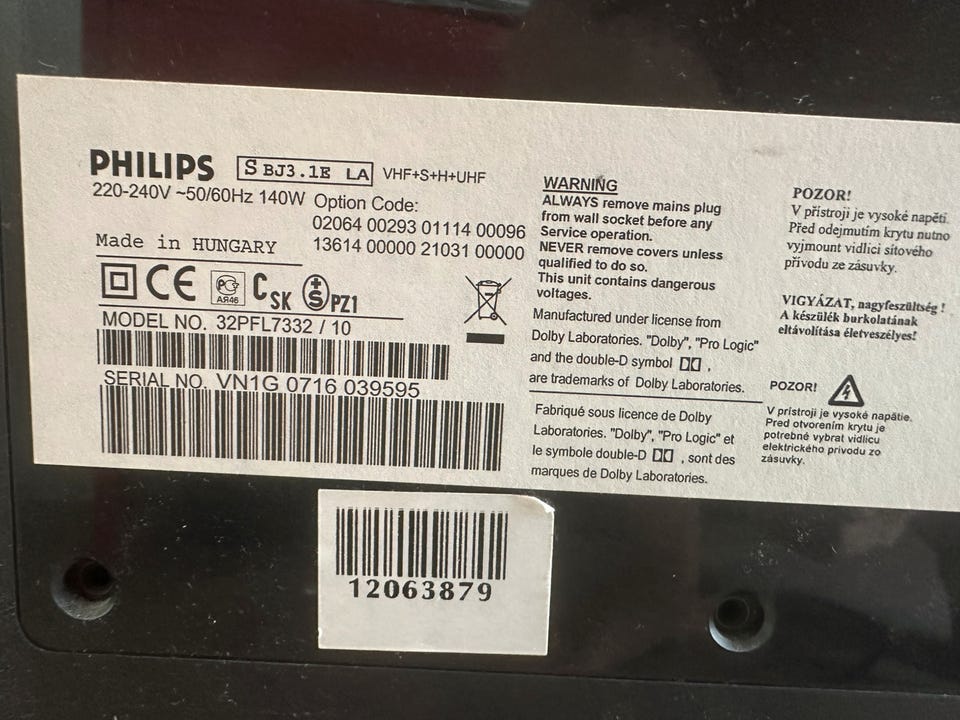 PHILIPS
S BJ3.1E LA
VHF+S+H+UHF
220-240V ~50/60Hz 140W
Option Code:
02064 00293 01114 00096
13614 00000 21031 00000
Made in HUNGARY
CE
PC
АЯ46
CSK
S PZ1
MODEL NO. 32PFL7332 / 10
SERIAL NO. VN1G 0716 039595
WARNING
ALWAYS remove mains plug
from wall socket before any
Service operation.
NEVER remove covers unless
qualified to do so.
This unit contains dangerous
voltages.
Manufactured under license from
Dolby Laboratories. "Dolby", "Pro Logic"
and the double-D symbol DD ,
are trademarks of Dolby Laboratories.
Fabriqué sous licence de Dolby
Laboratories. "Dolby", "Pro Logic" et
le symbole double-D DD , sont des
marques de Dolby Laboratories.
POZOR!
V přístroji je vysoké napětí.
Před odejmutím krytu nutno
vyjmount vidlici síťového
přívodu ze zásuvky.
VIGYÁZAT, nagyfeszültség !
A készülék burkolatának
eltávolítása életveszélyes!
POZOR!
V prístroji je vysoké napätie.
Pred otvorením krytu je
potrebné vybrat vidlicu
elektrického prívodu zo
zásuvky.
12063879